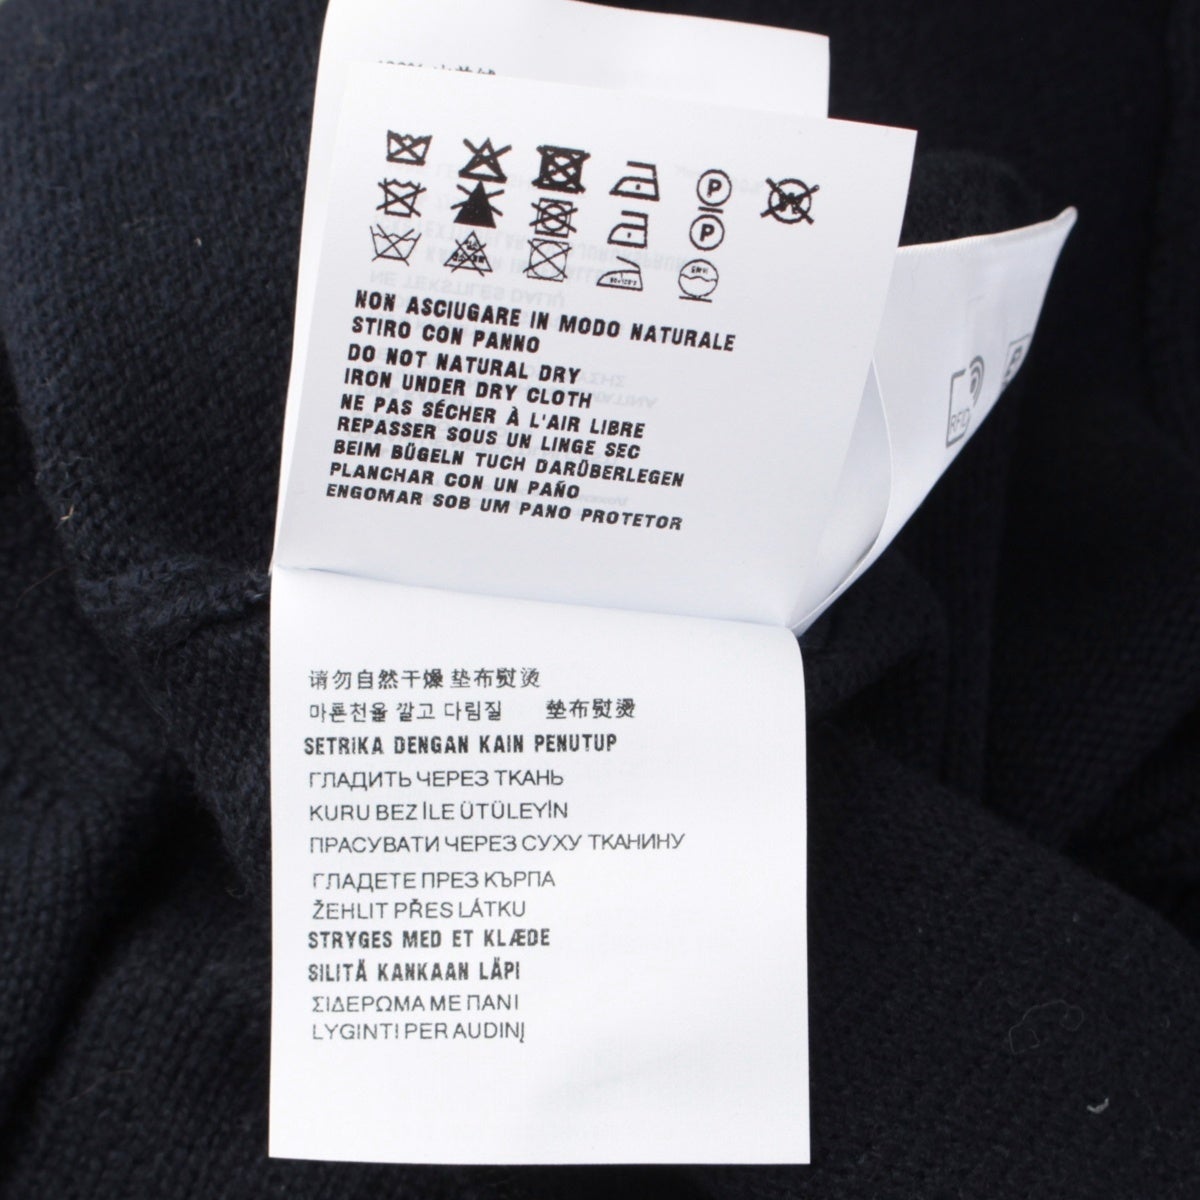 P
P
NON ASCIUGARE IN MODO NATURALE
STIRO CON PANNO
DO NOT NATURAL DRY
IRON UNDER DRY CLOTH
NE PAS SÉCHER À L'AIR LIBRE
REPASSER SOUS UN LINGE SEC
BEIM BÜGELN TUCH DARÜBERLEGEN
PLANCHAR CON UN PAÑO
ENGOMAR SOB UM PANO PROTETOR
RFID
请勿自然干燥 垫布熨烫
마른천을 깔고 다림질 墊布熨燙
SETRIKA DENGAN KAIN PENUTUP
ГЛАДИТЬ ЧЕРЕЗ ТКАНЬ
KURU BEZ İLE ÜTÜLEYİN
ПРАСУВАТИ ЧЕРЕЗ СУХУ ТКАНИНУ
ГЛАДЕТЕ ПРЕЗ КЪРПА
ŽEHLIT PŘES LÁTKU
STRYGES MED ET KLÆDE
SILITÄ KANKAAN LÄPI
ΣΙΔΕΡΩΜΑ ΜΕ ΠΑΝΙ
LYGINTI PER AUDINĮ